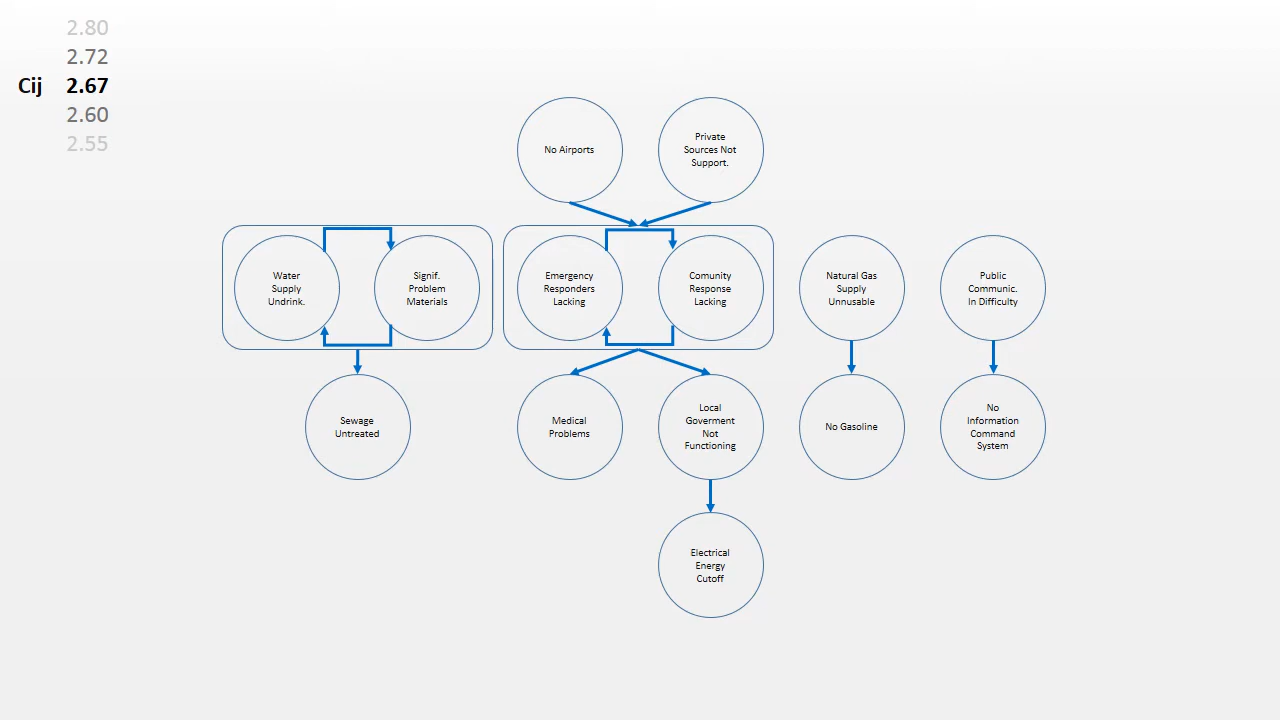 2.80
2.72
Cij 2.67
2.60
2.55
No Airports
Private
Sources Not
Support.
Water
Supply
Undrink.
Signif.
Problem
Materials
Emergency
Responders
Lacking
Comunity
Response
Lacking
Natural Gas
Supply
Unnusable
Public
Communic.
In Difficulty
Sewage
Untreated
Medical
Problems
Local
Goverment
Not
Functioning
No Gasoline
No
Information
Command
System
Electrical
Energy
Cutoff